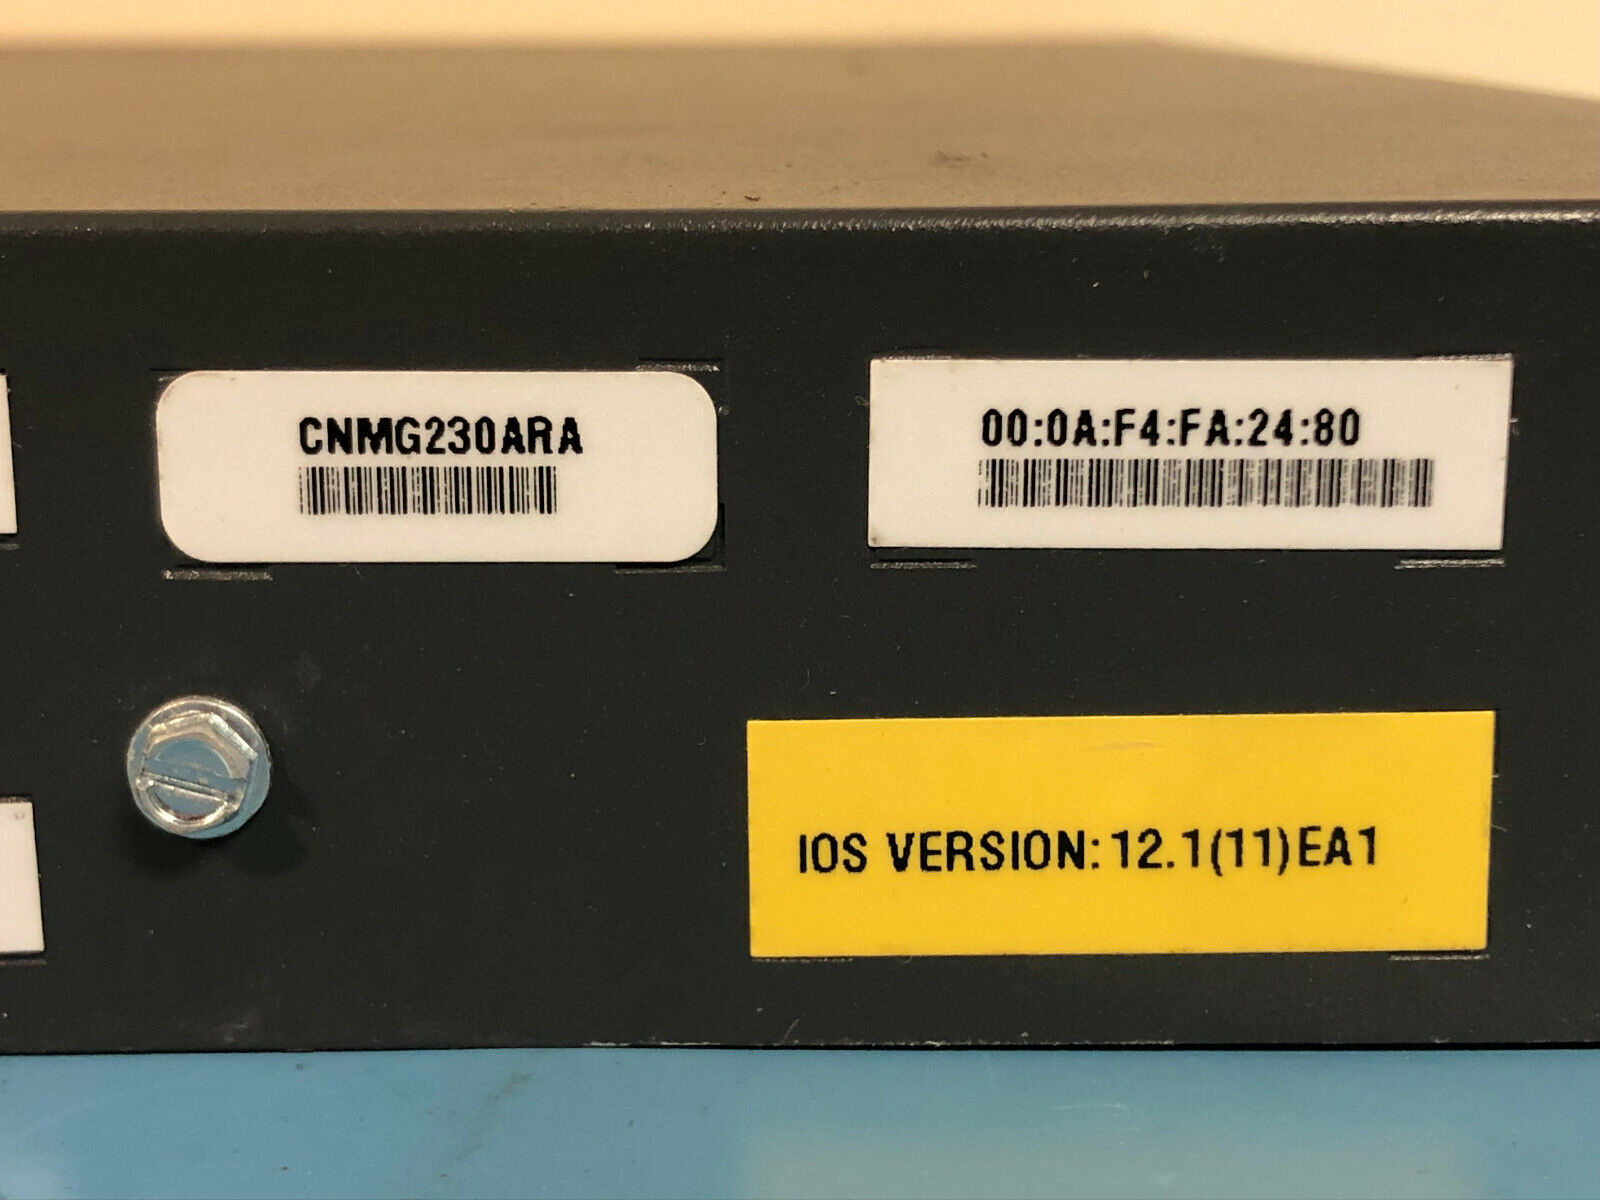 CNMG230ARA
00:0A:F4:FA:24:80
IOS VERSION: 12.1(11)EA1